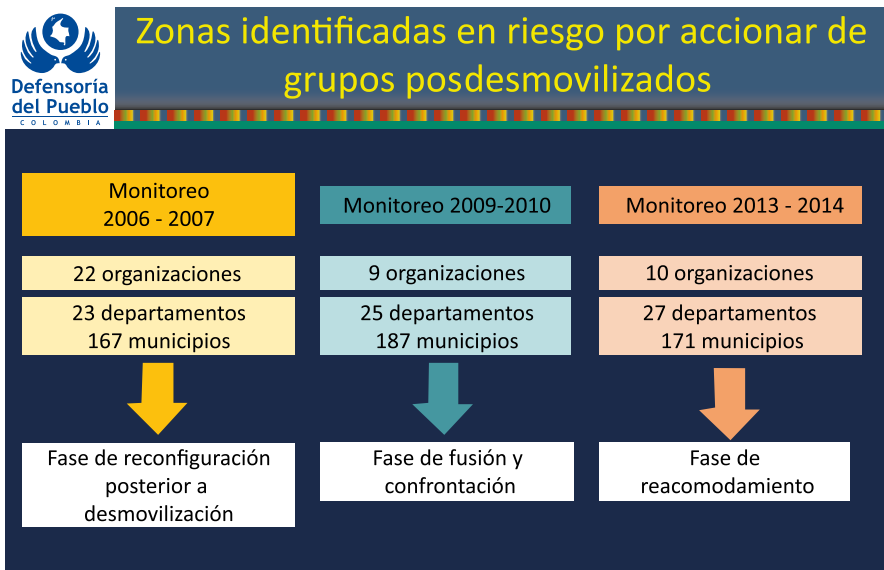 Defensoría
del Pueblo
COLOMBIA
Zonas identificadas en riesgo por accionar de
grupos posdesmovilizados
Monitoreo
2006 - 2007
22 organizaciones
23 departamentos
167 municipios
Fase de reconfiguración
posterior a
desmovilización
Monitoreo 2009-2010
9 organizaciones
25 departamentos
187 municipios
Fase de fusión y
confrontación
Monitoreo 2013 - 2014
10 organizaciones
27 departamentos
171 municipios
Fase de
reacomodamiento